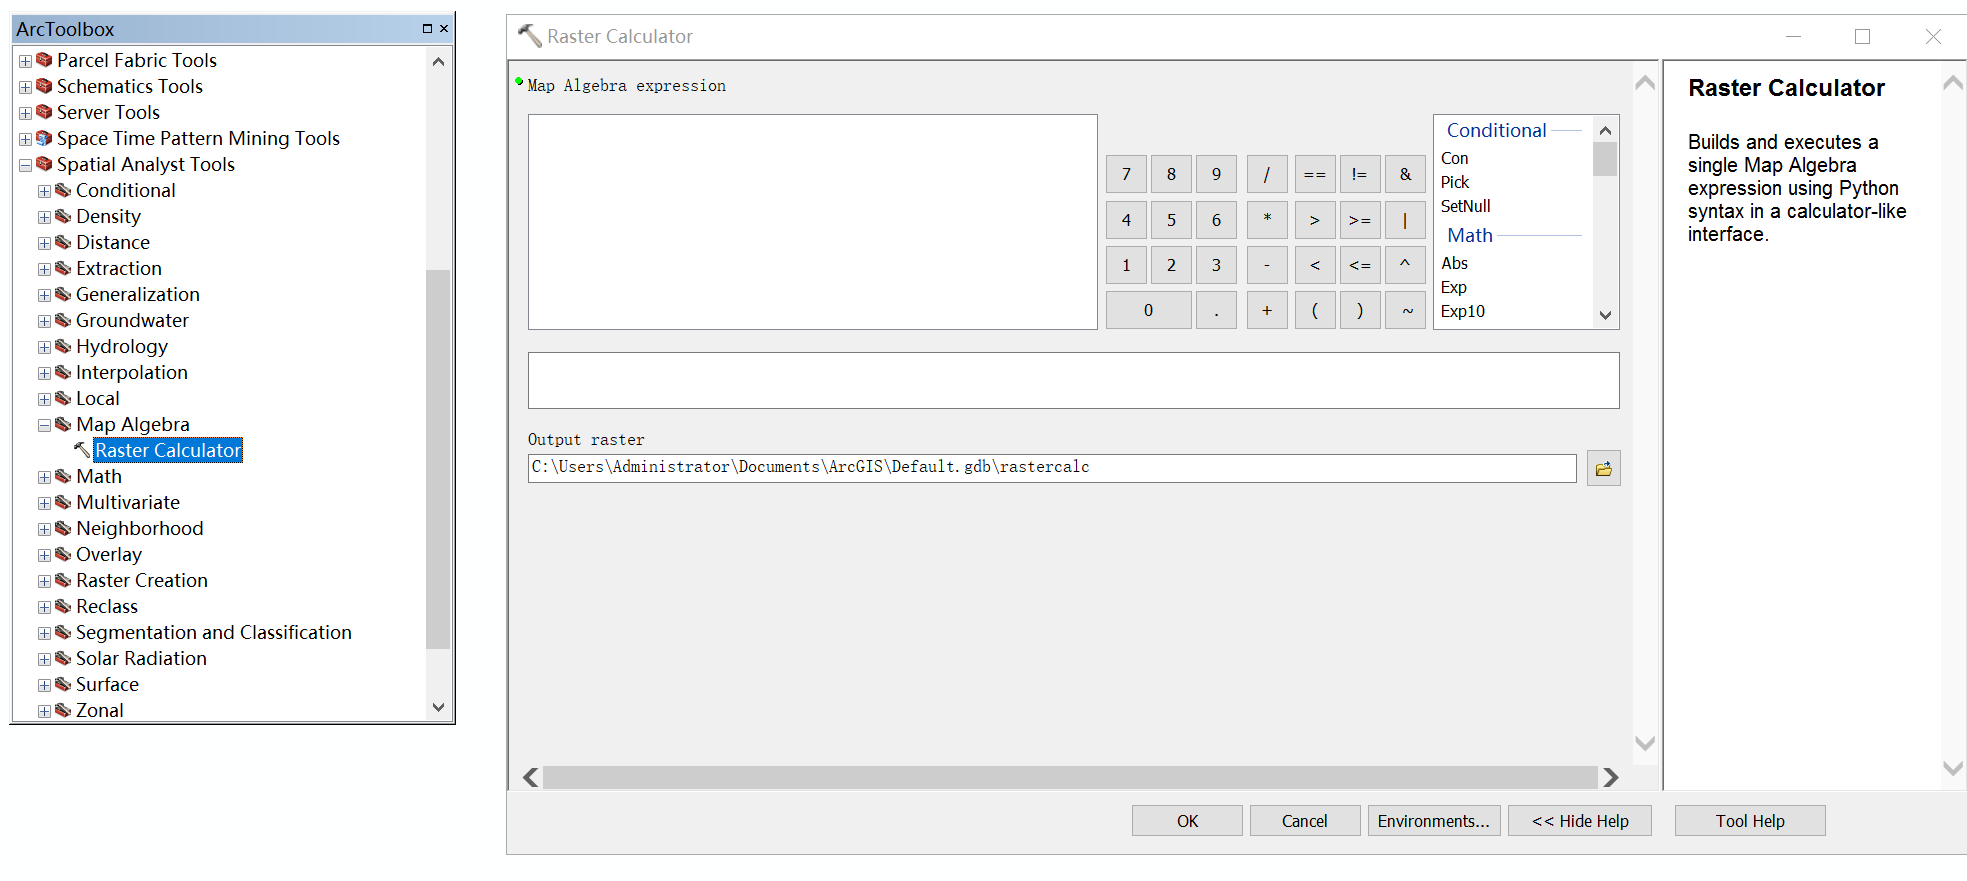 ArcToolbox
Parcel Fabric Tools
Schematics Tools
Server Tools
Space Time Pattern Mining Tools
Spatial Analyst Tools
Conditional
Density
Distance
Extraction
Generalization
Groundwater
Hydrology
Interpolation
Local
Map Algebra
Raster Calculator
Math
Multivariate
Neighborhood
Overlay
Raster Creation
Reclass
Segmentation and Classification
Solar Radiation
Surface
Zonal
Raster Calculator
Map Algebra expression
7 8 9 / == != &
4 5 6 * > >= |
1 2 3 - < <= ^
0 . + ( ) ~
Conditional
Con
Pick
SetNull
Math
Abs
Exp
Exp10
Output raster
C:\Users\Administrator\Documents\ArcGIS\Default.gdb\rastercalc
OK Cancel Environments... << Hide Help Tool Help
Raster Calculator
Builds and executes a
single Map Algebra
expression using Python
syntax in a calculator-like
interface.